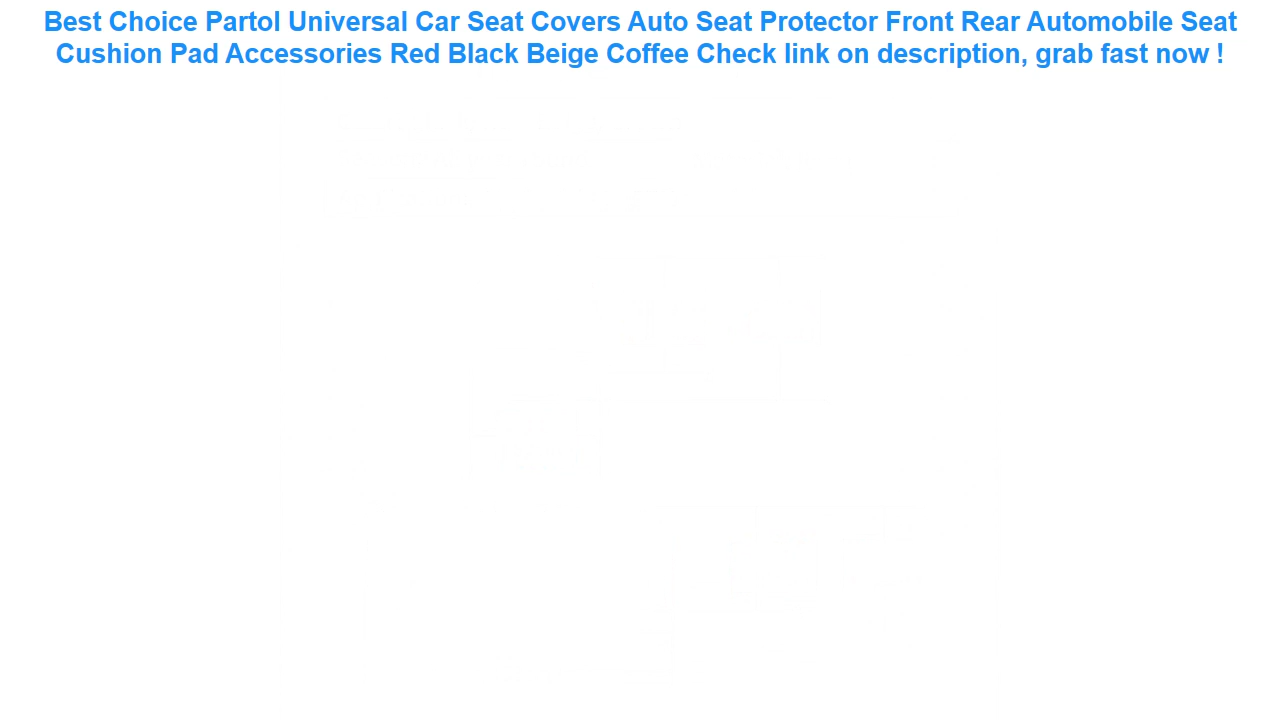 Best Choice Partol Universal Car Seat Covers Auto Seat Protector Front Rear Automobile Seat
Cushion Pad Accessories Red Black Beige Coffee Check link on description, grab fast now !